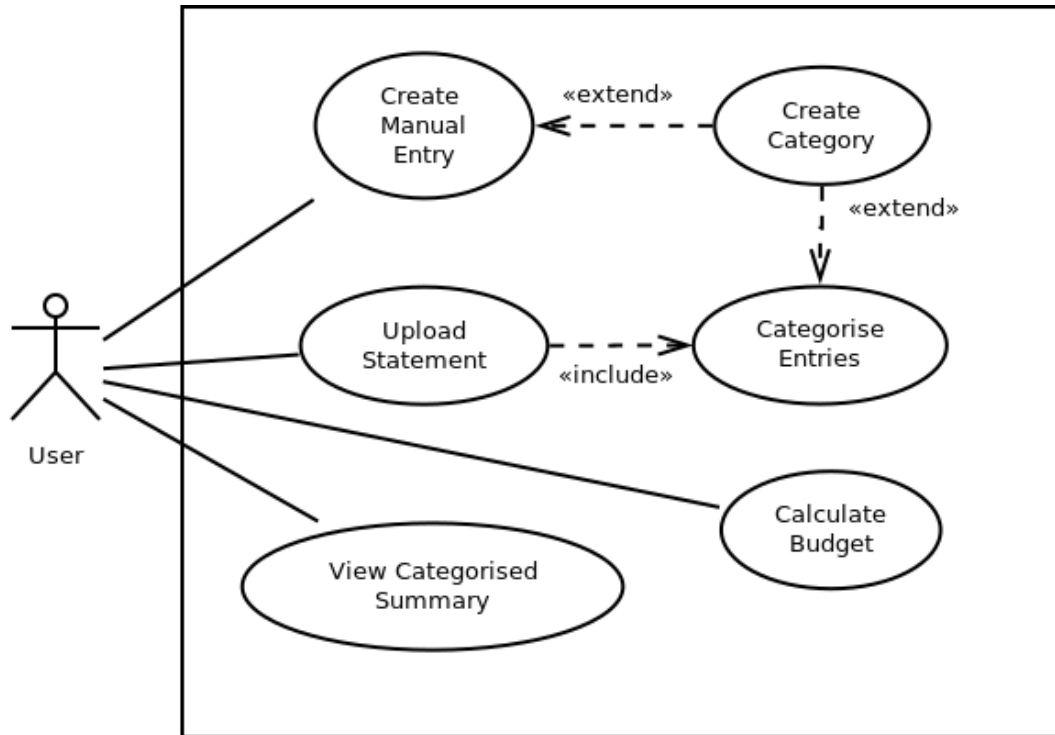 Create
Manual
Entry
«extend»
Create
Category
«extend»
Upload
Statement
«include»
Categorise
Entries
User
Calculate
Budget
View Categorised
Summary